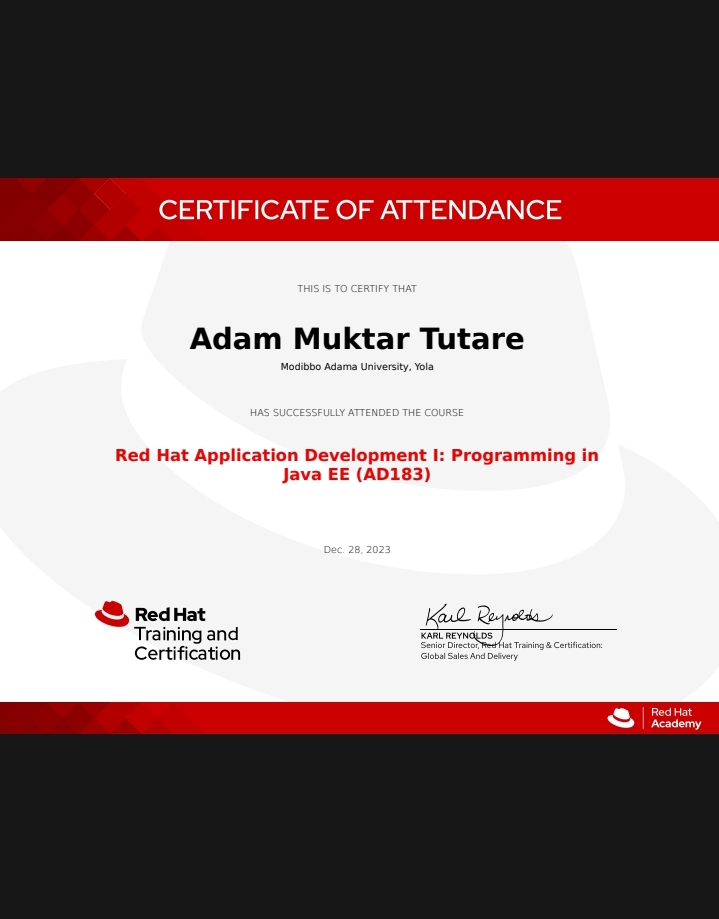 CERTIFICATE OF ATTENDANCE
THIS IS TO CERTIFY THAT
Adam Muktar Tutare
Modibbo Adama University, Yola
HAS SUCCESSFULLY ATTENDED THE COURSE
Red Hat Application Development I: Programming in
Java EE (AD183)
Dec. 28, 2023
Red Hat
Training and
Certification
Karl Reynolds
KARL REYNOLDS
Senior Director, Red Hat Training & Certification:
Global Sales And Delivery
Red Hat
Academy